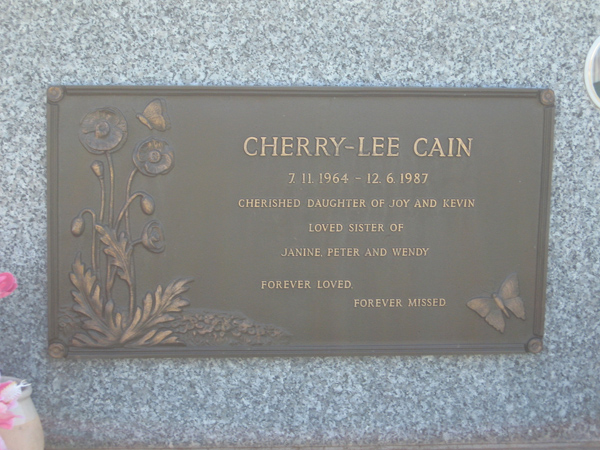 CHERRY-LEE CAIN
7. 11. 1964 - 12. 6. 1987
CHERISHED DAUGHTER OF JOY AND KEVIN
LOVED SISTER OF
JANINE, PETER AND WENDY
FOREVER LOVED,
FOREVER MISSED